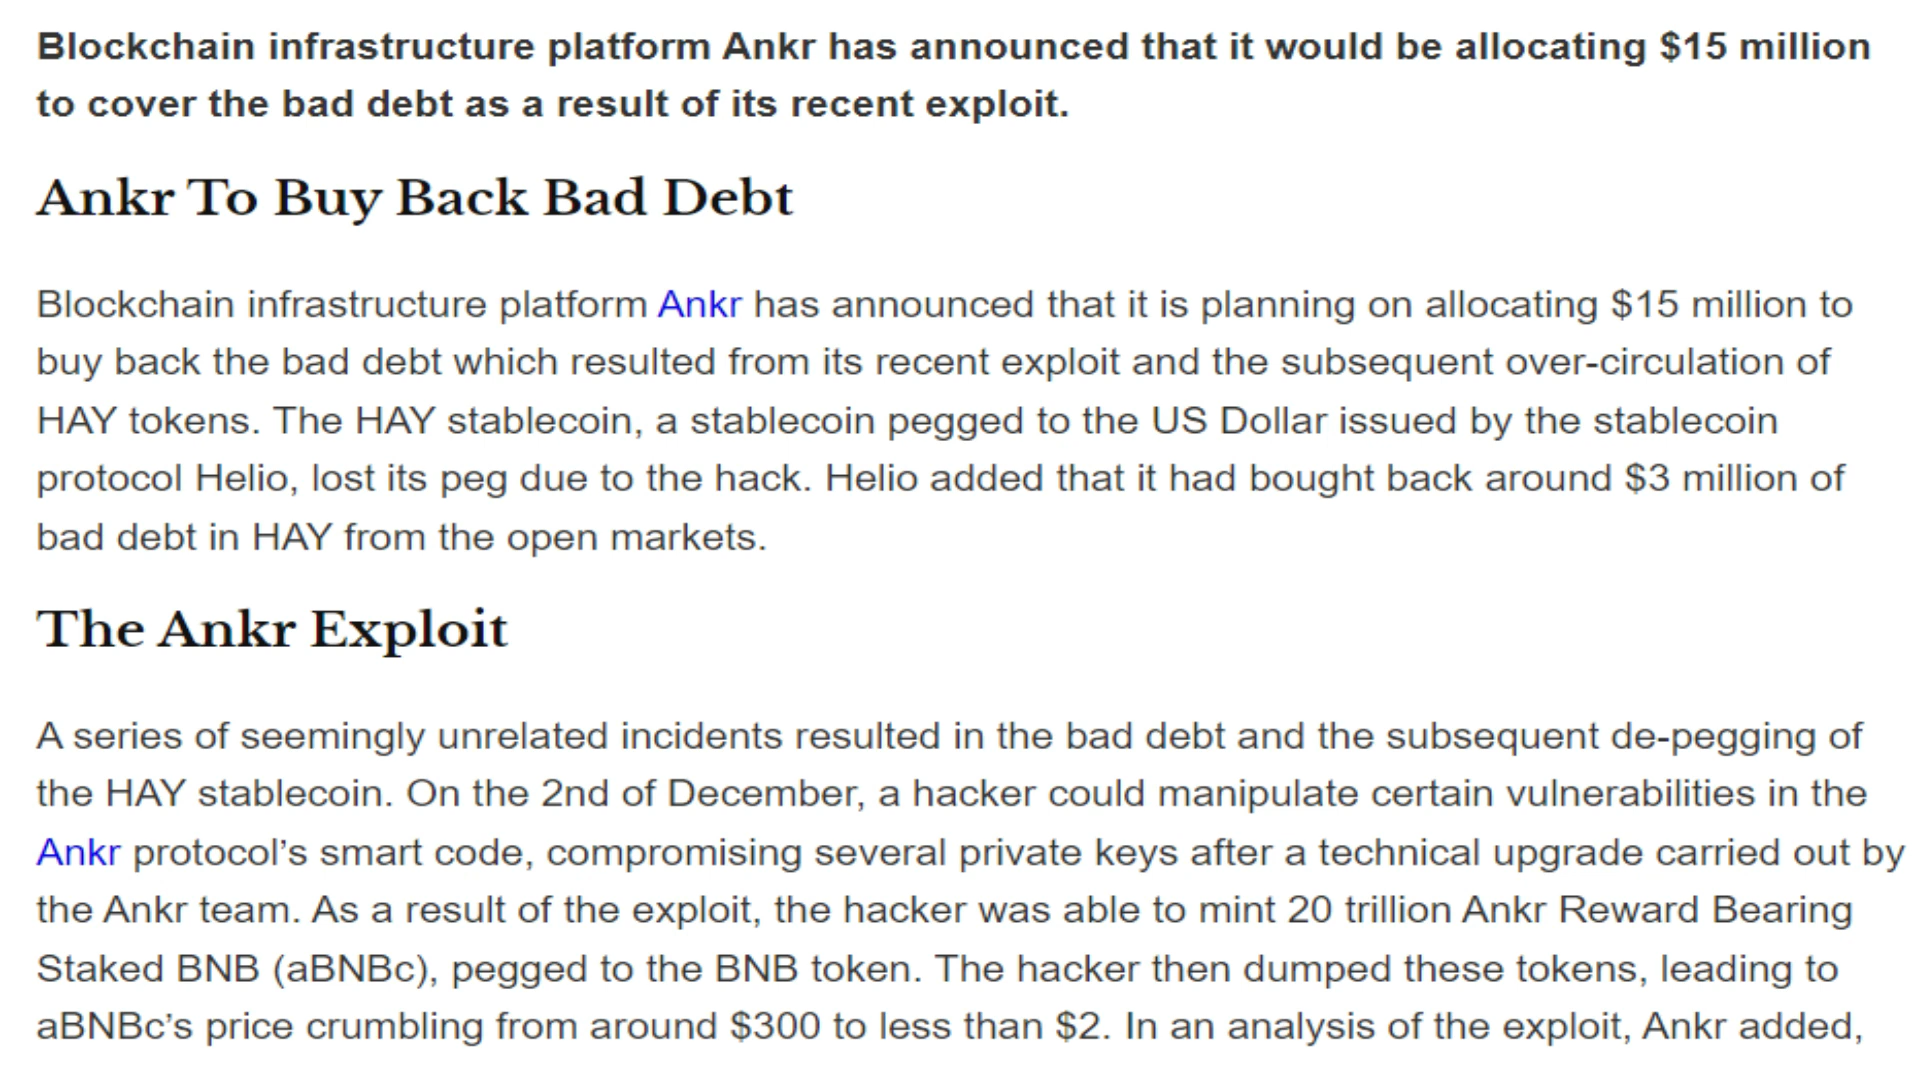 Blockchain infrastructure platform Ankr has announced that it would be allocating $15 million
to cover the bad debt as a result of its recent exploit.
Ankr To Buy Back Bad Debt
Blockchain infrastructure platform Ankr has announced that it is planning on allocating $15 million to
buy back the bad debt which resulted from its recent exploit and the subsequent over-circulation of
HAY tokens. The HAY stablecoin, a stablecoin pegged to the US Dollar issued by the stablecoin
protocol Helio, lost its peg due to the hack. Helio added that it had bought back around $3 million of
bad debt in HAY from the open markets.
The Ankr Exploit
A series of seemingly unrelated incidents resulted in the bad debt and the subsequent de-pegging of
the HAY stablecoin. On the 2nd of December, a hacker could manipulate certain vulnerabilities in the
Ankr protocol’s smart code, compromising several private keys after a technical upgrade carried out by
the Ankr team. As a result of the exploit, the hacker was able to mint 20 trillion Ankr Reward Bearing
Staked BNB (aBNBc), pegged to the BNB token. The hacker then dumped these tokens, leading to
aBNBc’s price crumbling from around $300 to less than $2. In an analysis of the exploit, Ankr added,